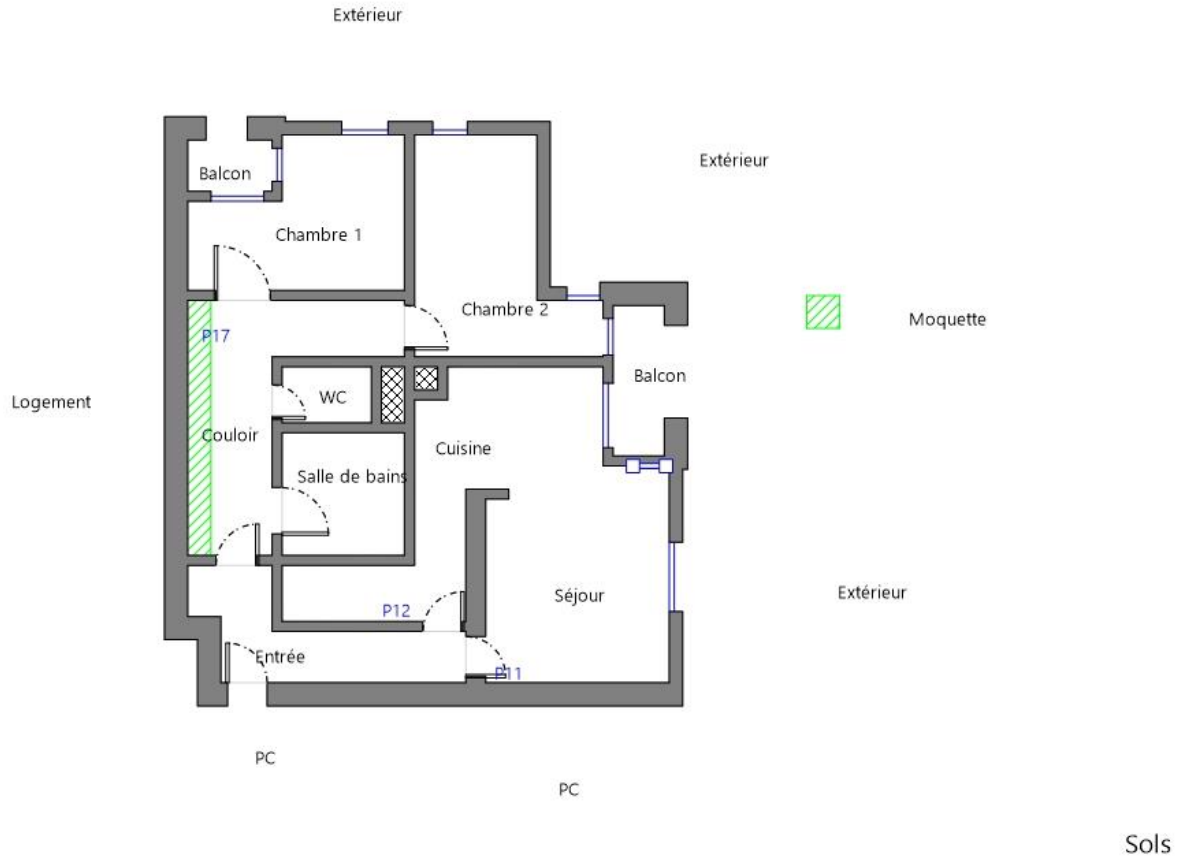 Extérieur
Extérieur
Balcon
Chambre 1
Chambre 2
Moquette
P17
Balcon
WC
Logement
Couloir
Cuisine
Salle de bains
Séjour
Extérieur
P12
Entrée
P11
PC
PC
Sols